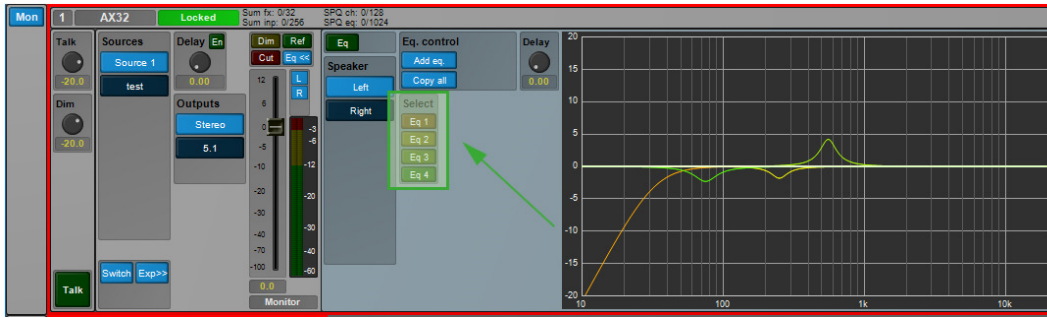 Mon
1 AX32 Locked
Sum fx: 0/32 SPQ ch: 0/128
Sum inp: 0/256 SPQ eq: 0/1024
Talk
-20.0
Dim
-20.0
Talk
Sources
Source 1
test
Switch Exp>>
Delay En
0.00
Outputs
Stereo
5.1
Dim Ref
Cut Eq <<
L
R
12
6
0
-5
-10
-20
-30
-40
-70
-100
-3
-6
-12
-20
-30
-40
-60
0.0
Monitor
Eq
Speaker
Left
Right
Eq. control
Add eq.
Copy all
Select
Eq 1
Eq 2
Eq 3
Eq 4
Delay
0.00
20
15
10
5
0
-5
-10
-15
-20
10 100 1k 10k